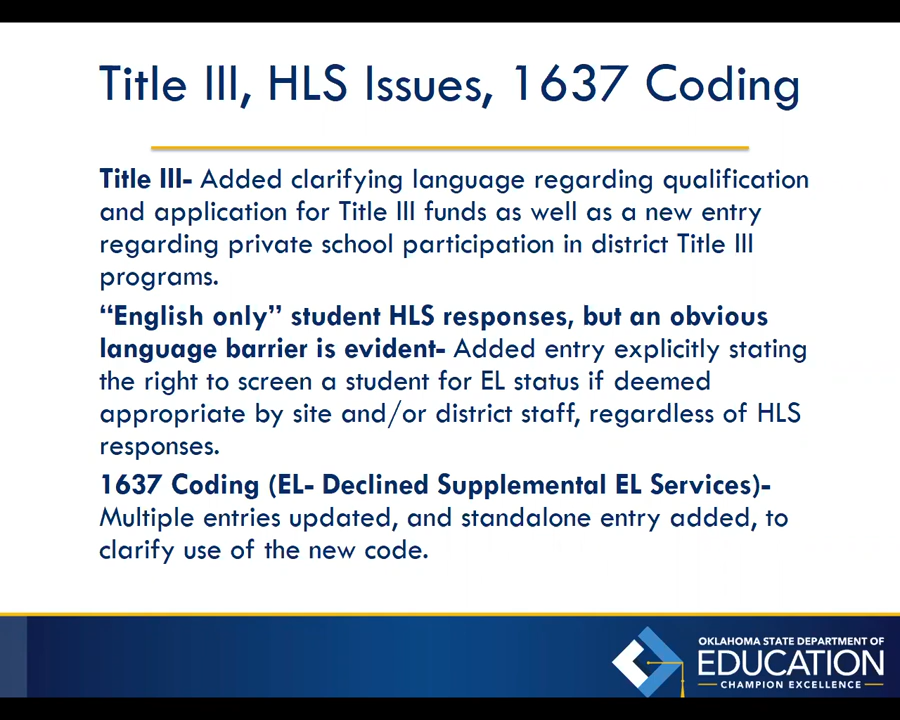 Title III, HLS Issues, 1637 Coding
Title III- Added clarifying language regarding qualification
and application for Title III funds as well as a new entry
regarding private school participation in district Title III
programs.
“English only” student HLS responses, but an obvious
language barrier is evident- Added entry explicitly stating
the right to screen a student for EL status if deemed
appropriate by site and/or district staff, regardless of HLS
responses.
1637 Coding (EL- Declined Supplemental EL Services)-
Multiple entries updated, and standalone entry added, to
clarify use of the new code.
OKLAHOMA STATE DEPARTMENT OF
EDUCATION
CHAMPION EXCELLENCE